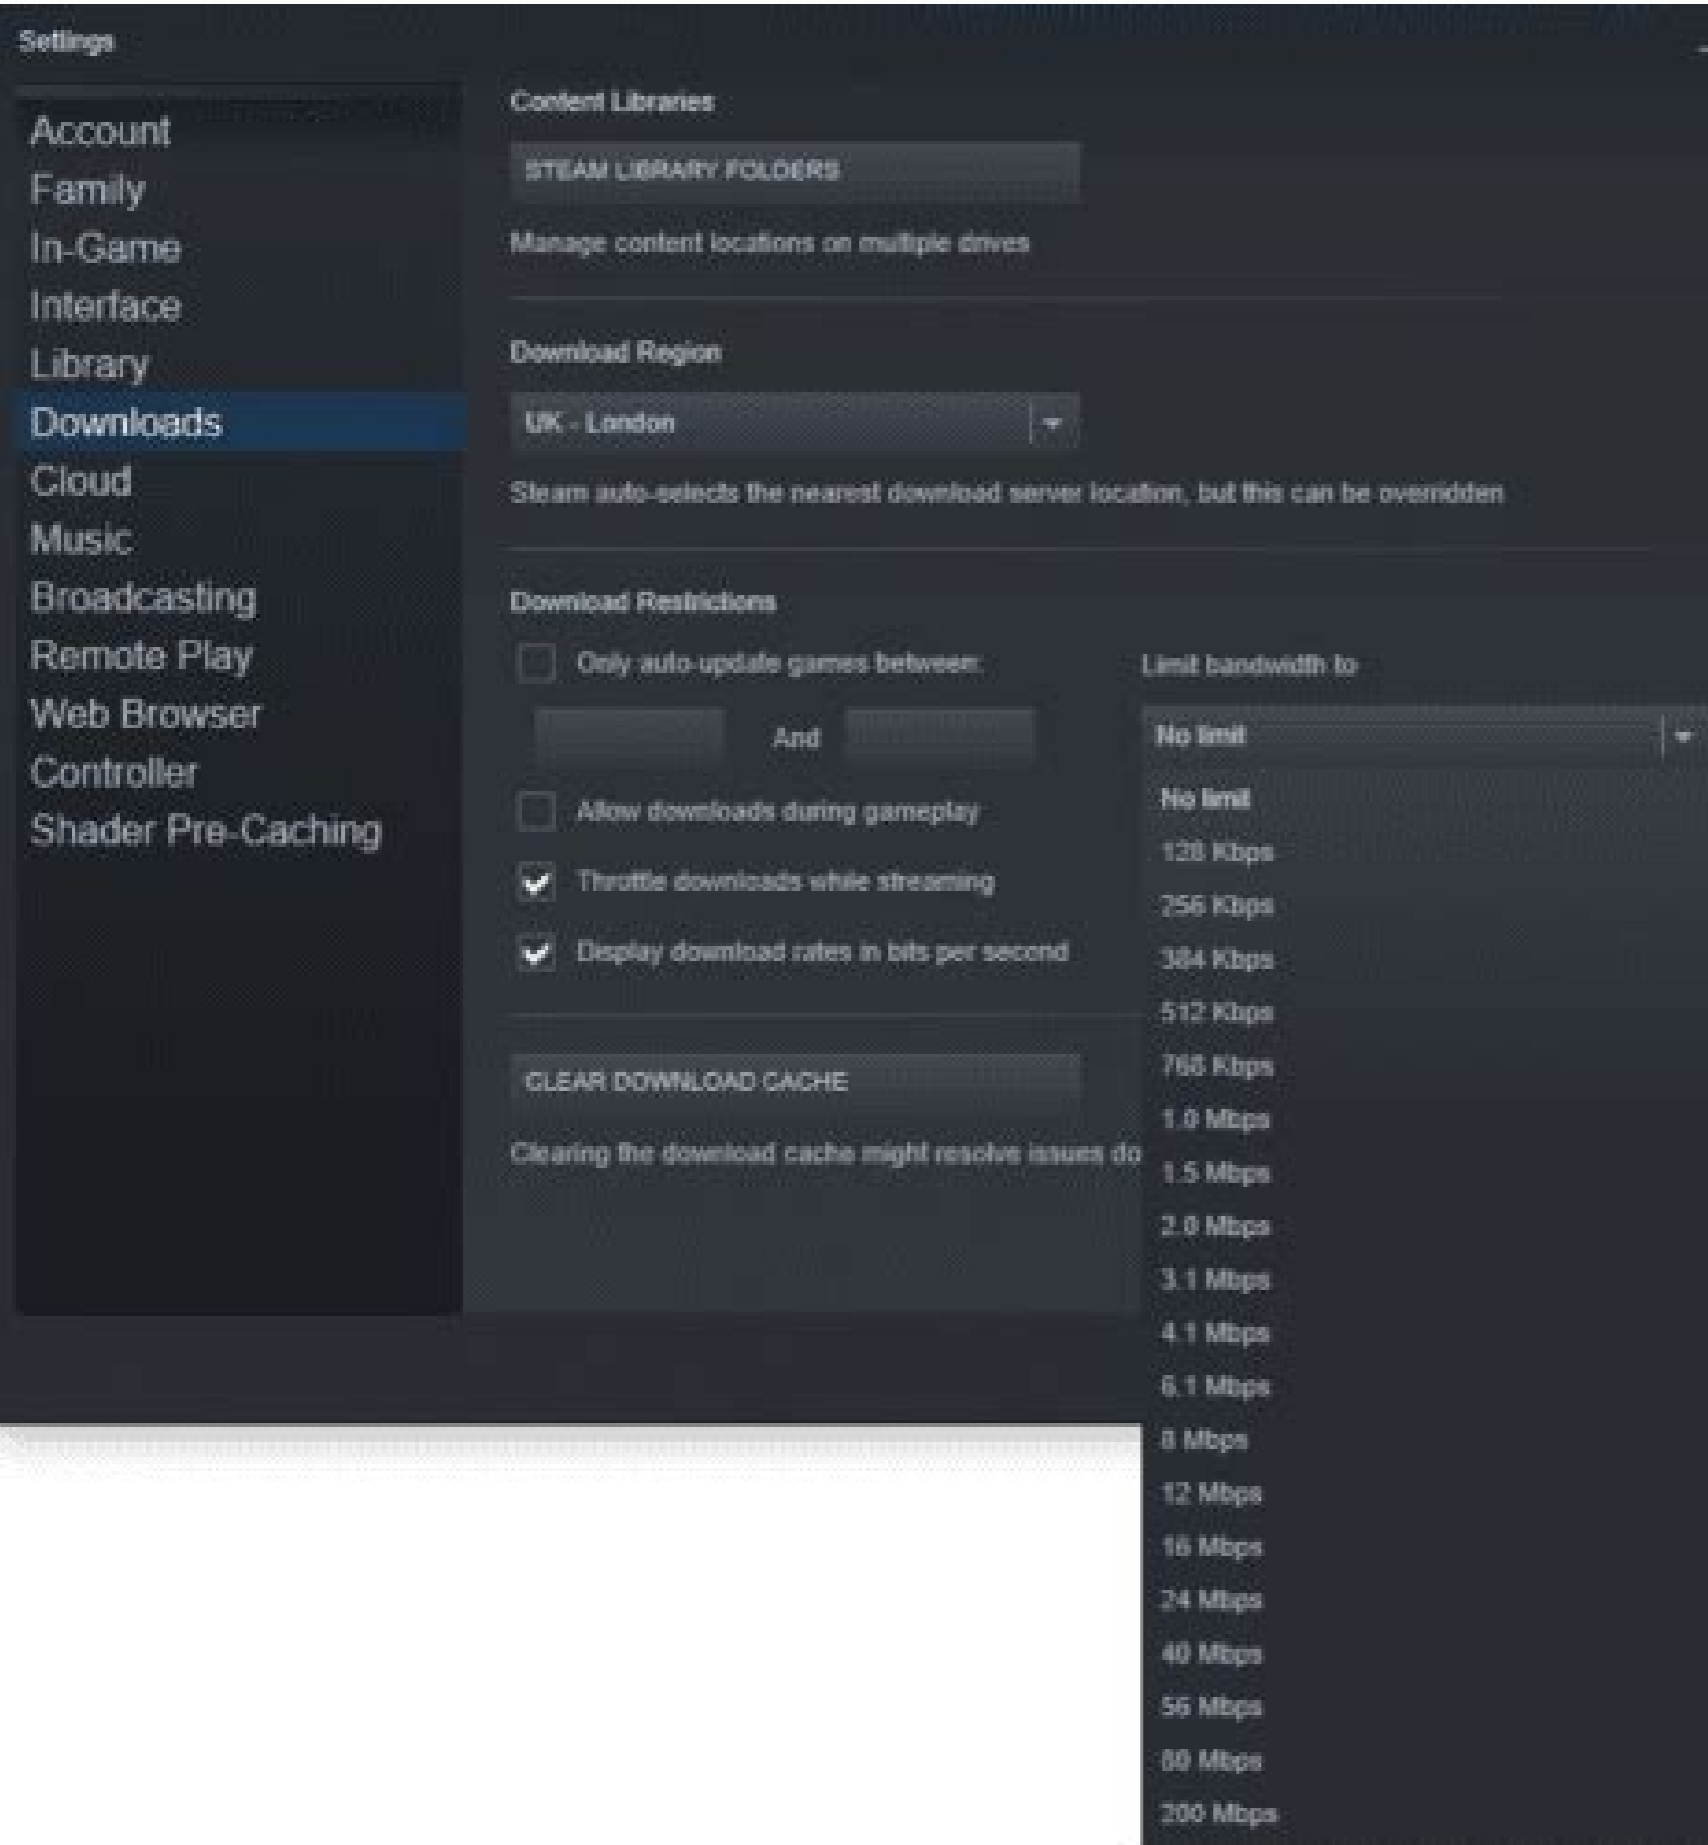 Settings
Account
Family
In-Game
Interface
Library
Downloads
Cloud
Music
Broadcasting
Remote Play
Web Browser
Controller
Shader Pre-Caching
Content Libraries
STEAM LIBRARY FOLDERS
Manage content locations on multiple drives
Download Region
UK - London
Steam auto-selects the nearest download server location, but this can be overridden
Download Restrictions
Only auto-update games between:
And
Allow downloads during gameplay
Throttle downloads while streaming
Display download rates in bits per second
CLEAR DOWNLOAD CACHE
Clearing the download cache might resolve issues do
Limit bandwidth to
No limit
No limit
128 Kbps
256 Kbps
384 Kbps
512 Kbps
768 Kbps
1.0 Mbps
1.5 Mbps
2.0 Mbps
3.1 Mbps
4.1 Mbps
6.1 Mbps
8 Mbps
12 Mbps
16 Mbps
24 Mbps
40 Mbps
56 Mbps
80 Mbps
200 Mbps